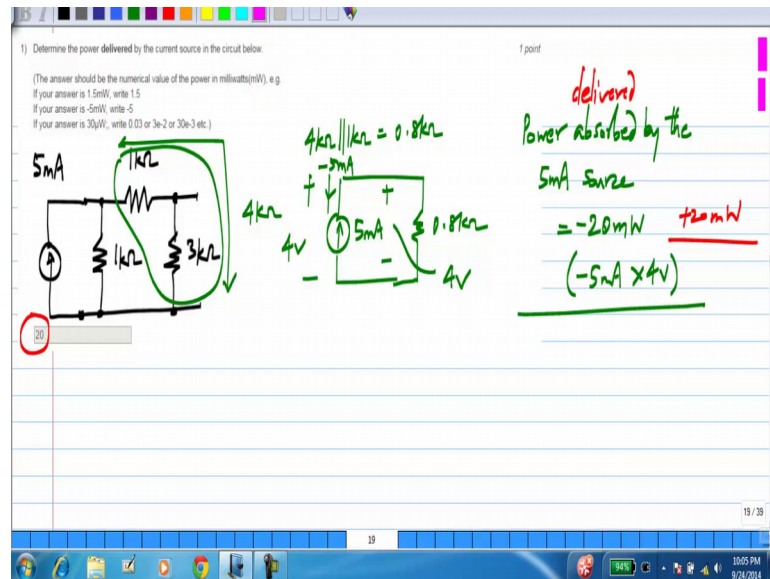 B I
1) Determine the power delivered by the current source in the circuit below.
1 point
(The answer should be the numerical value of the power in milliwatts(mW), e.g.
If your answer is 1.5mW, write 1.5
If your answer is -5mW, write -5
If your answer is 30µW;, write 0.03 or 3e-2 or 30e-3 etc.)
5mA
1kΩ
1kΩ
3kΩ
4kΩ
20
4kΩ||1kΩ = 0.8kΩ
-5mA
+
+
4V
5mA
0.8kΩ
-
-
4V
delivered
Power absorbed by the
5mA source
= -20mW +20mW
(-5mA × 4V)
19 / 39
19
94%
10:05 PM
9/24/2014